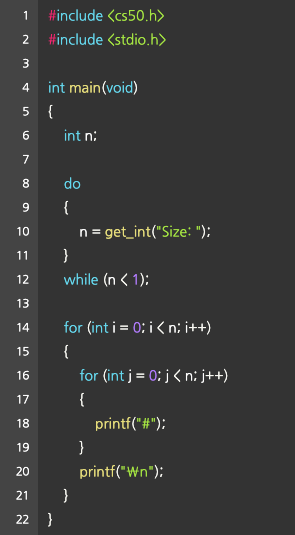 1 #include <cs50.h>
2 #include <stdio.h>
3
4 int main(void)
5 {
6 int n;
7
8 do
9 {
10 n = get_int("Size: ");
11 }
12 while (n < 1);
13
14 for (int i = 0; i < n; i++)
15 {
16 for (int j = 0; j < n; j++)
17 {
18 printf("#");
19 }
20 printf("₩n");
21 }
22 }